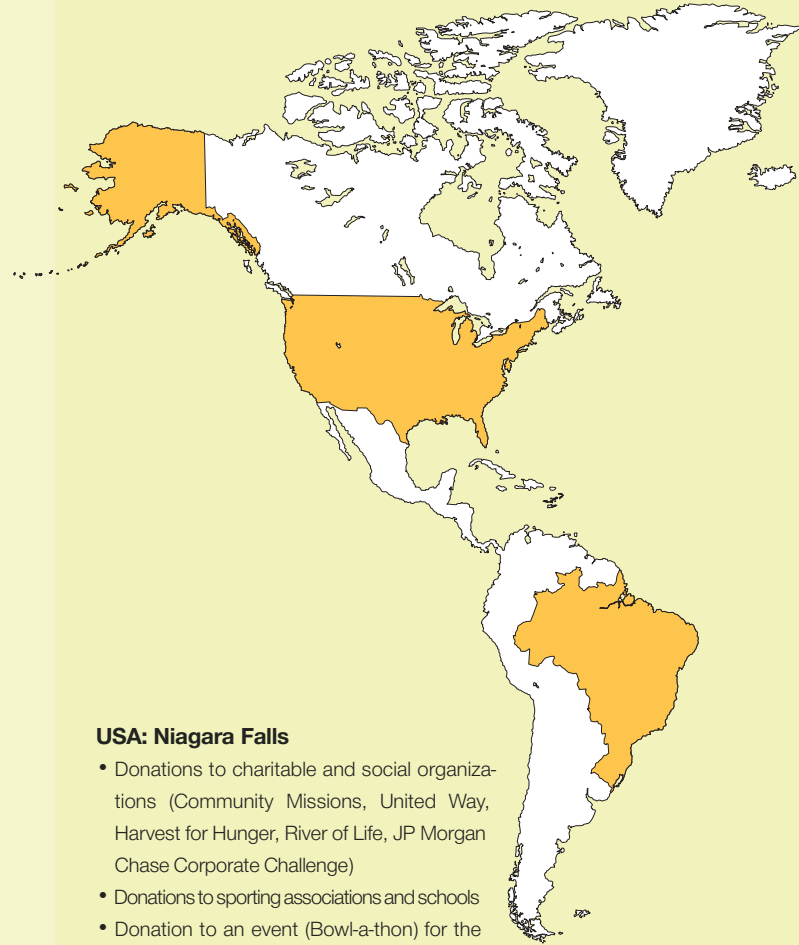 USA: Niagara Falls
• Donations to charitable and social organiza-
tions (Community Missions, United Way,
Harvest for Hunger, River of Life, JP Morgan
Chase Corporate Challenge)
• Donations to sporting associations and schools
• Donation to an event (Bowl-a-thon) for the